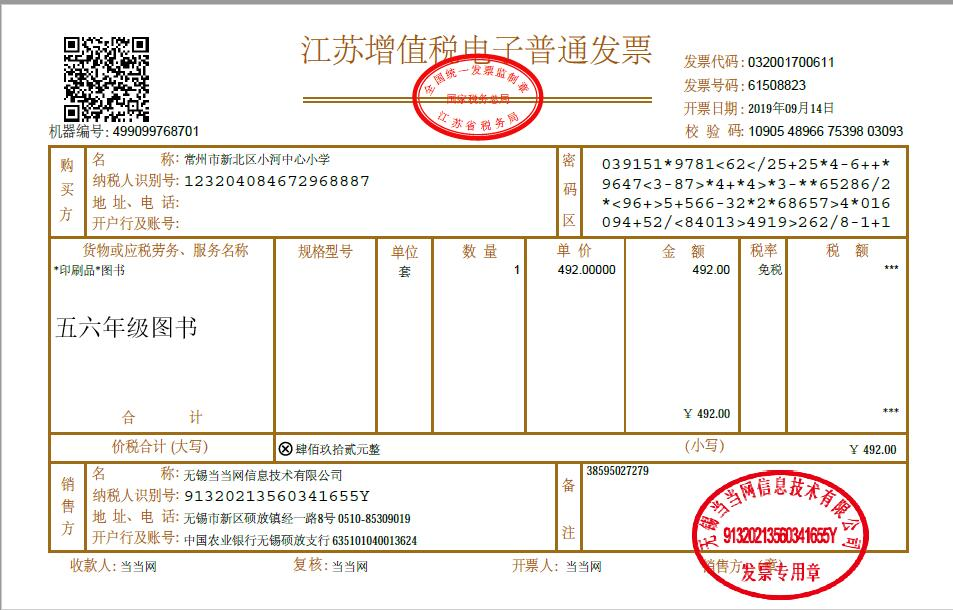 江苏增值税电子普通发票
全国统一发票监制章
国家税务总局
江苏省税务局
发票代码: 032001700611
发票号码: 61508823
开票日期: 2019年09月14日
校 验 码: 10905 48966 75398 03093
机器编号: 499099768701
购买方
名 称: 常州市新北区小河中心小学
纳税人识别号: 123204084672968887
地 址、电 话:
开户行及账号:
密码区
039151*9781<62</25+25*4-6++*
9647<3-87>*4+*4>*3-**65286/2
*<96+>5+566-32*2*68657>4*016
094+52/<84013>4919>262/8-1+1
货物或应税劳务、服务名称 规格型号 单位 数 量 单 价 金 额 税率 税 额
*印刷品*图书 套 1 492.00000 492.00 免税 ***
五六年级图书
合 计 ¥ 492.00 ***
价税合计 (大写) ⊗ 肆佰玖拾贰元整 (小写) ¥ 492.00
销售方
名 称: 无锡当当网信息技术有限公司
纳税人识别号: 91320213560341655Y
地 址、电 话: 无锡市新区硕放镇经一路8号 0510-85309019
开户行及账号: 中国农业银行无锡硕放支行 635101040013624
备注
38595027279
收款人: 当当网 复核: 当当网 开票人: 当当网 销售方: (章)
无锡当当网信息技术有限公司
91320213560341655Y
发票专用章